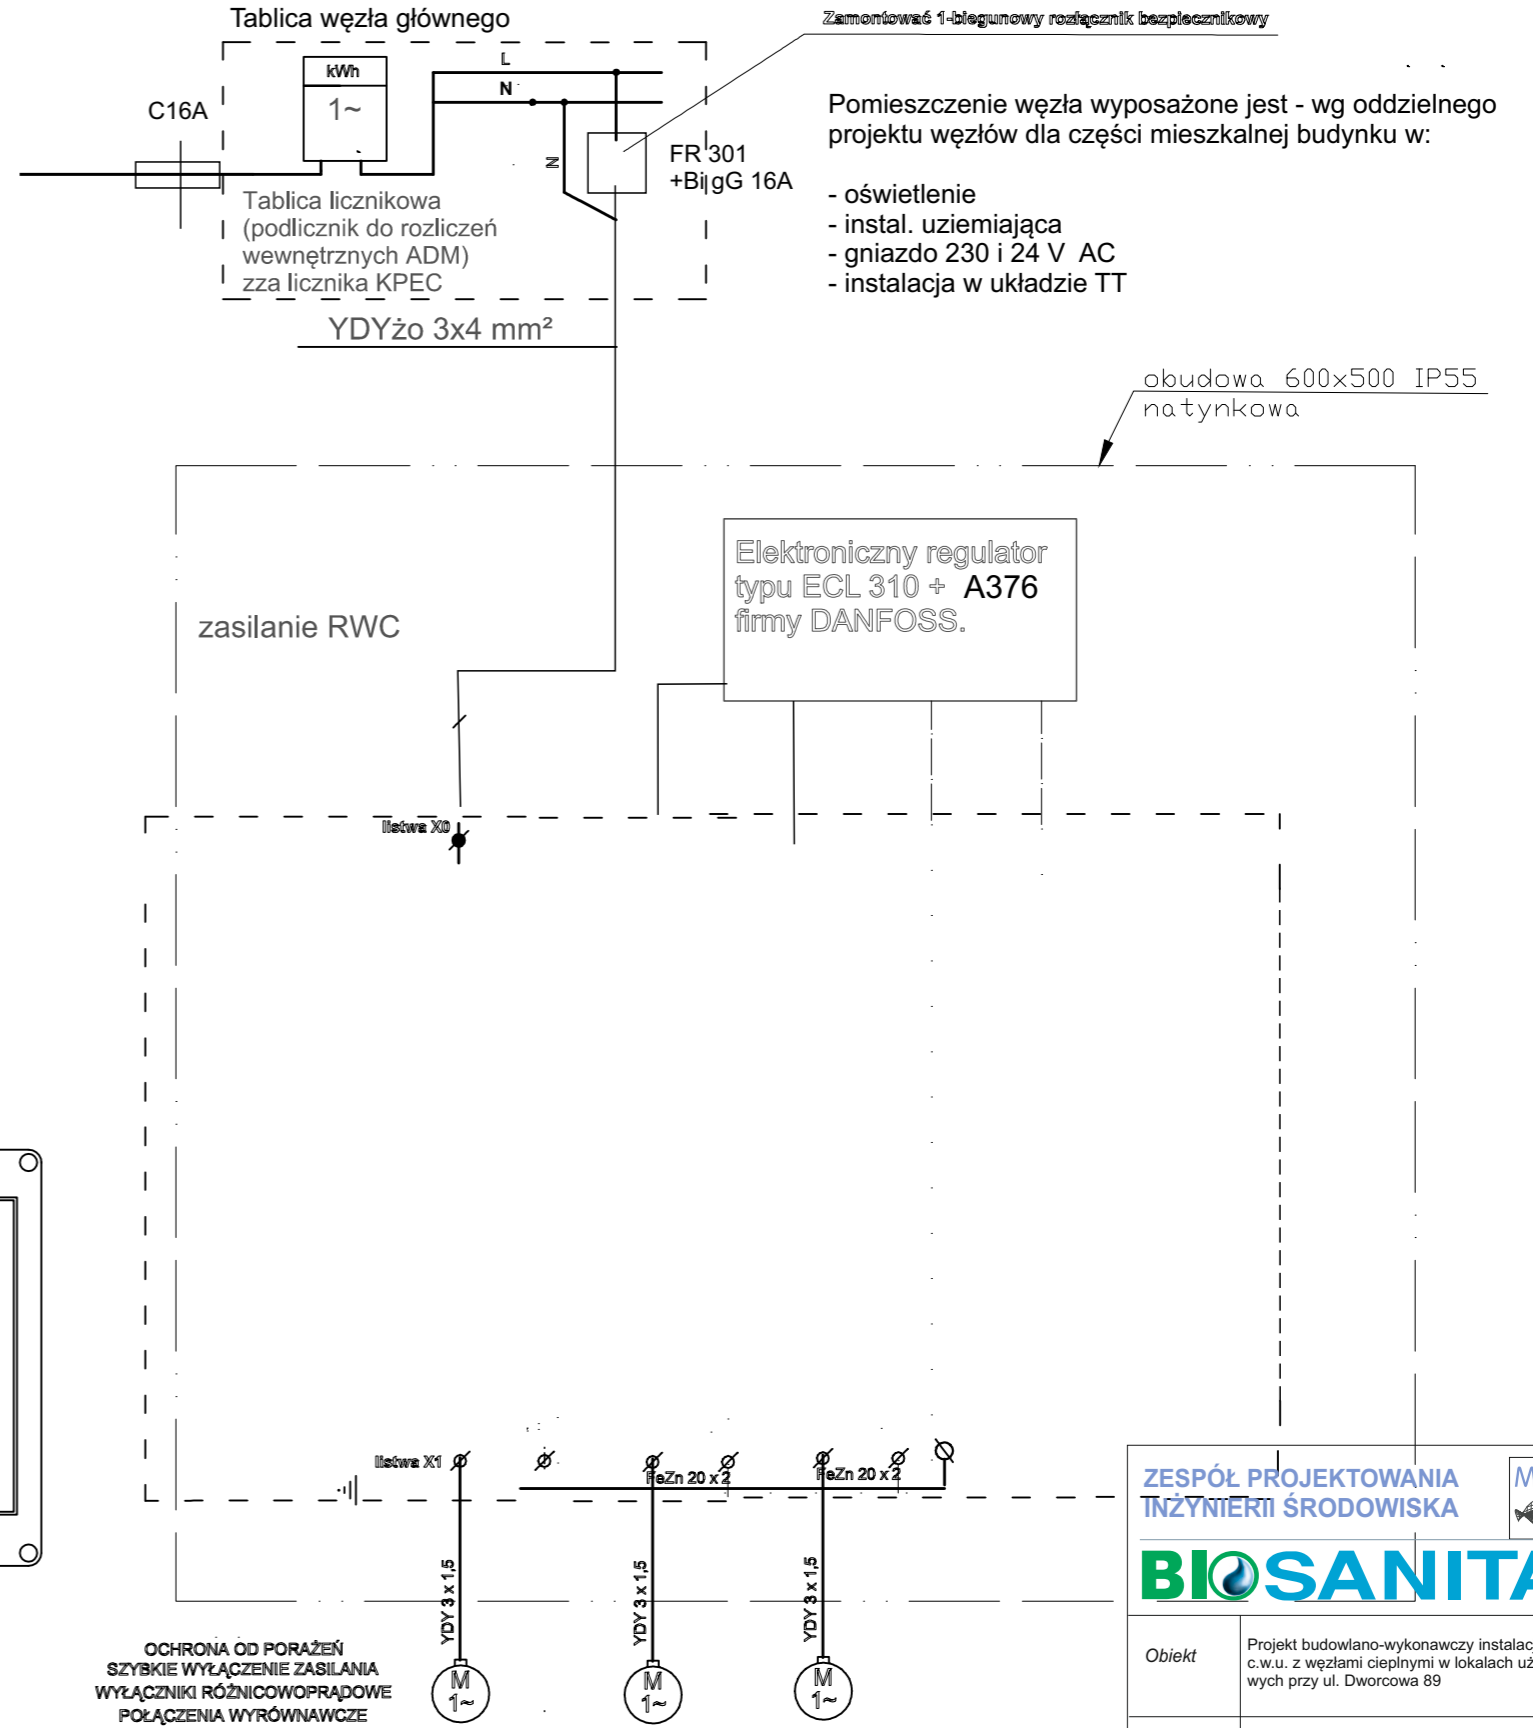 Tablica węzła głównego
Zamontować 1-biegunowy rozłącznik bezpiecznikowy
kWh
1~
L
N
N
C16A
FR 301
+Bi gG 16A
Tablica licznikowa
(podlicznik do rozliczeń
wewnętrznych ADM)
zza licznika KPEC
YDYżo 3x4 mm²
Pomieszczenie węzła wyposażone jest - wg oddzielnego
projektu węzłów dla części mieszkalnej budynku w:
- oświetlenie
- instal. uziemiająca
- gniazdo 230 i 24 V AC
- instalacja w układzie TT
obudowa 600x500 IP55
natynkowa
Elektroniczny regulator
typu ECL 310 + A376
firmy DANFOSS.
zasilanie RWC
listwa X0
listwa X1
FeZn 20 x 2
FeZn 20 x 2
YDY 3 x 1,5
YDY 3 x 1,5
YDY 3 x 1,5
M
1~
M
1~
M
1~
OCHRONA OD PORAŻEŃ
SZYBKIE WYŁĄCZENIE ZASILANIA
WYŁĄCZNIKI RÓŻNICOWOPRĄDOWE
POŁĄCZENIA WYRÓWNAWCZE
ZESPÓŁ PROJEKTOWANIA
INŻYNIERII ŚRODOWISKA
M
BIOSANITA
Obiekt
Projekt budowlano-wykonawczy instalac
c.w.u. z węzłami cieplnymi w lokalach uż
wych przy ul. Dworcowa 89